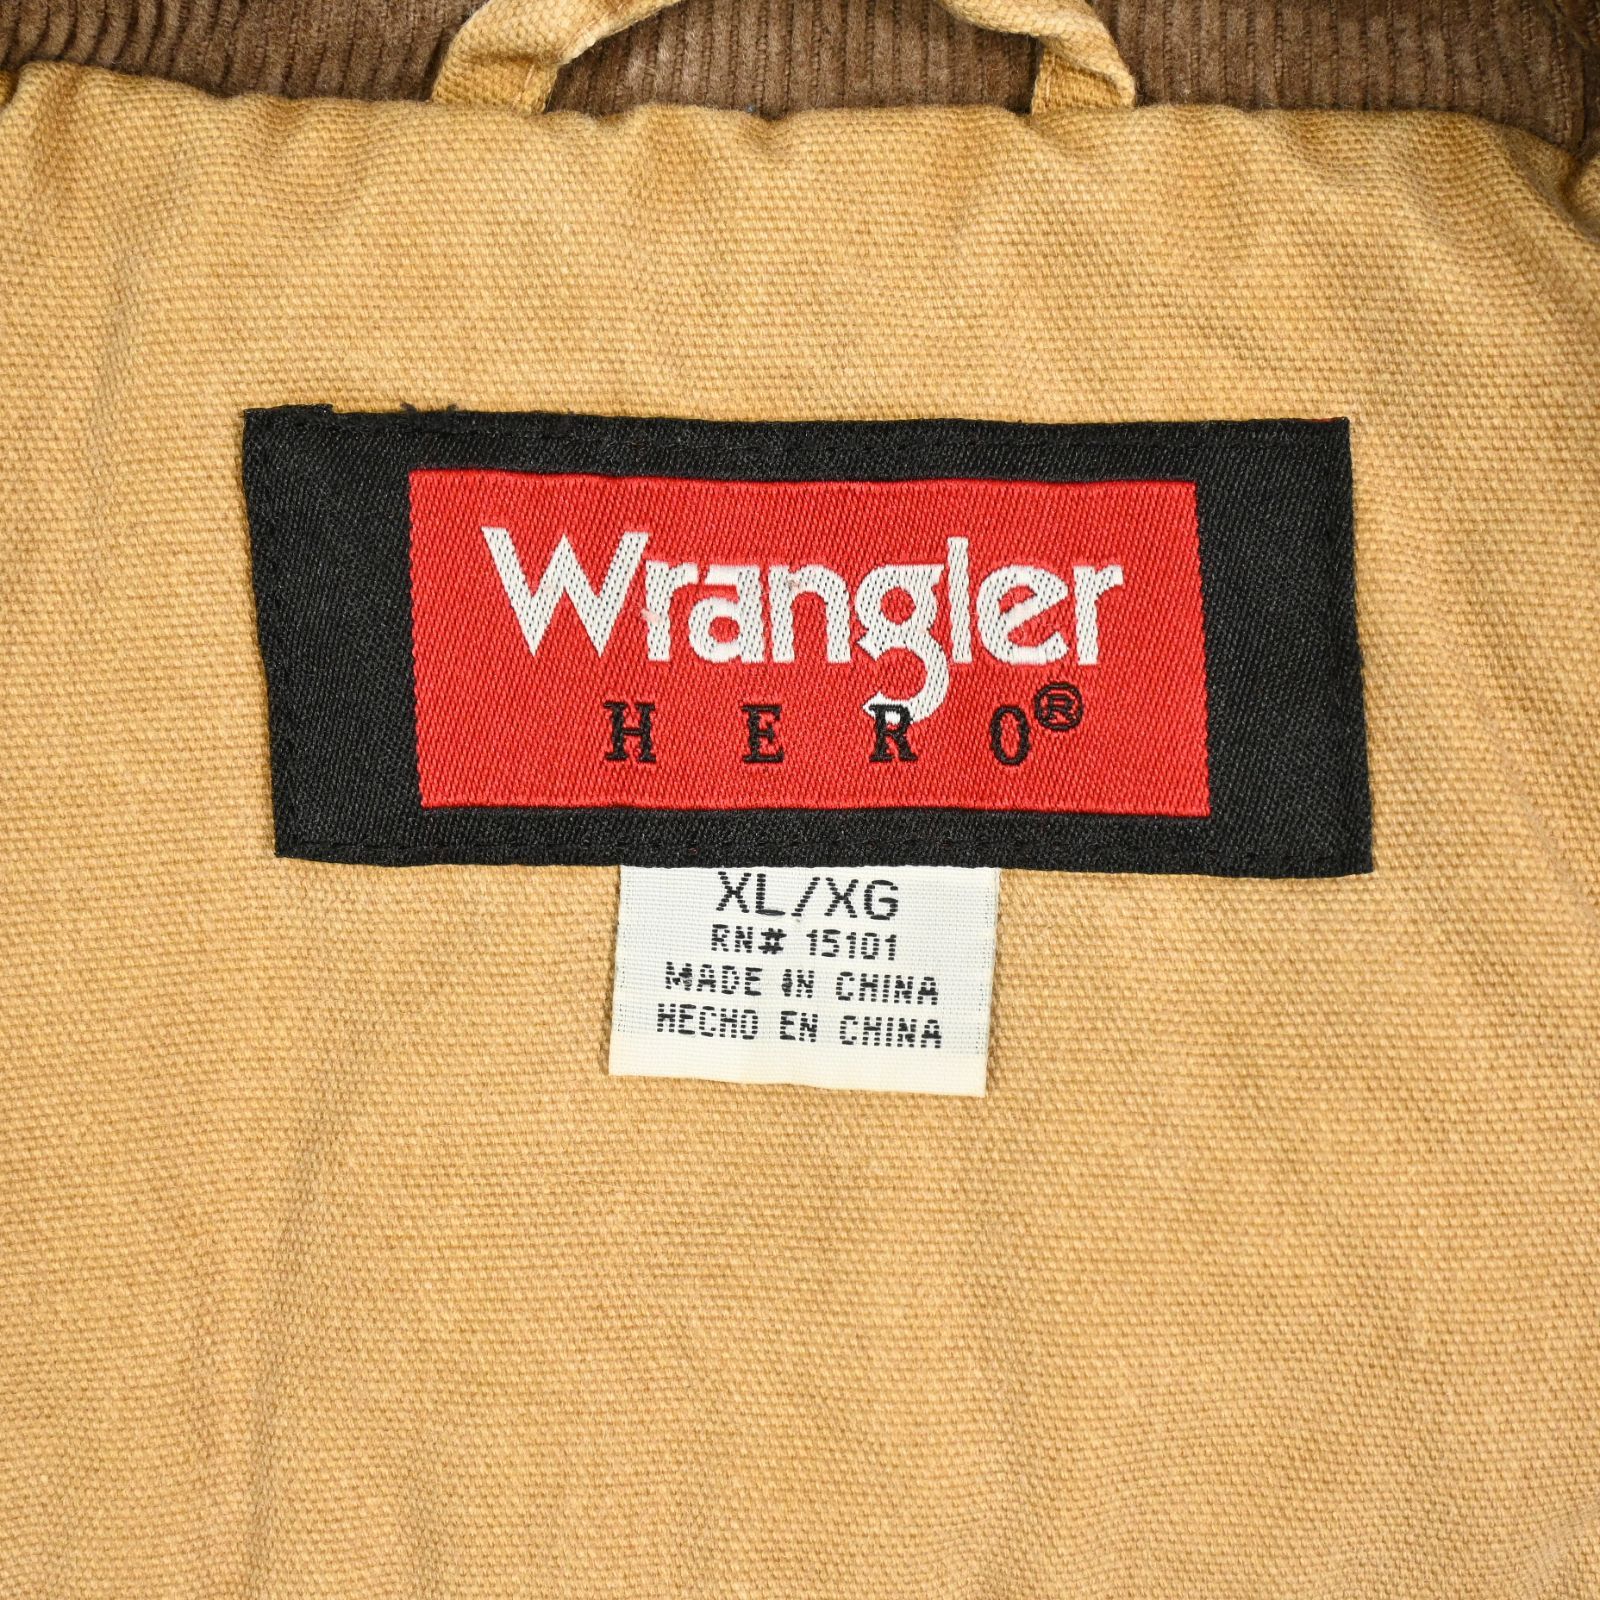 Wrangler
HERO®
XL/XG
RN# 15101
MADE IN CHINA
HECHO EN CHINA